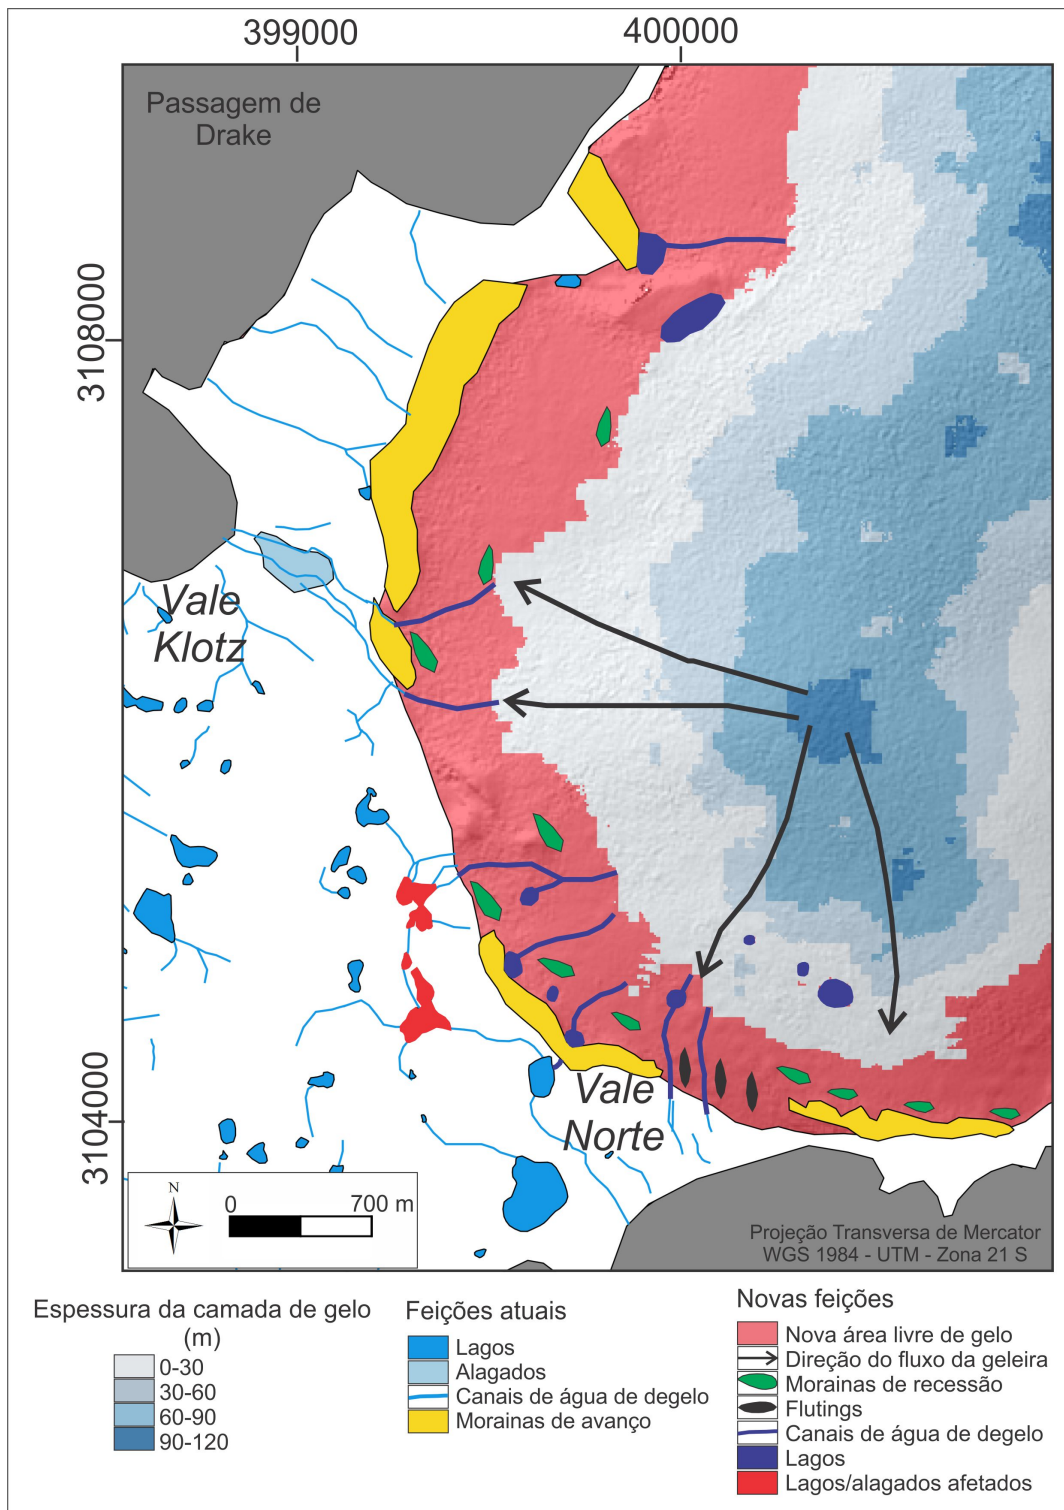 399000
400000
Passagem de
Drake
3108000
Vale
Klotz
3104000
Vale
Norte
N
0
700 m
Projeção Transversa de Mercator
WGS 1984 - UTM - Zona 21 S
Espessura da camada de gelo
(m)
0-30
30-60
60-90
90-120
Feições atuais
Lagos
Alagados
Canais de água de degelo
Morainas de avanço
Novas feições
Nova área livre de gelo
Direção do fluxo da geleira
Morainas de recessão
Flutings
Canais de água de degelo
Lagos
Lagos/alagados afetados